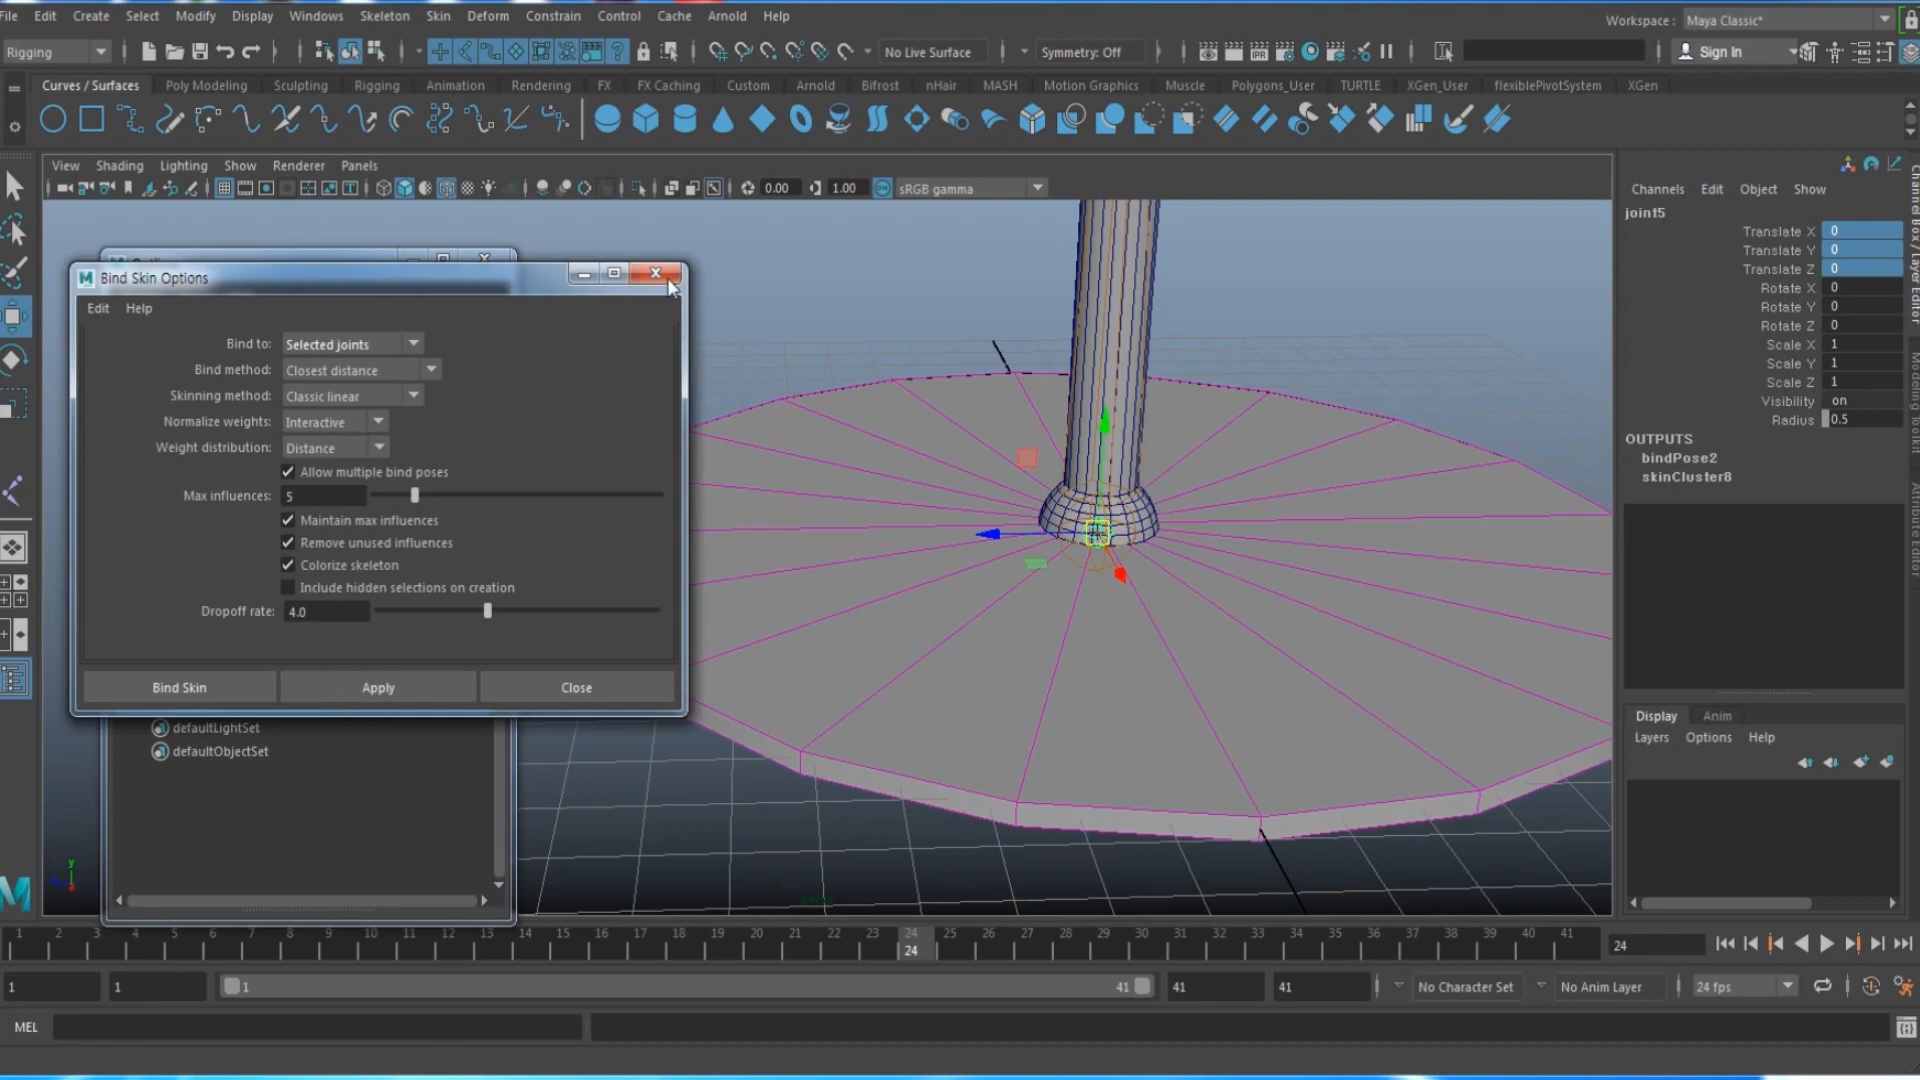 File Edit Create Select Modify Display Windows Skeleton Skin Deform Constrain Control Cache Arnold Help
Workspace : Maya Classic*
Rigging No Live Surface Symmetry: Off Sign In
Curves / Surfaces Poly Modeling Sculpting Rigging Animation Rendering FX FX Caching Custom Arnold Bifrost nHair MASH Motion Graphics Muscle Polygons_User TURTLE XGen_User flexiblePivotSystem XGen
View Shading Lighting Show Renderer Panels
0.00 1.00 sRGB gamma
Bind Skin Options
Edit Help
Bind to: Selected joints
Bind method: Closest distance
Skinning method: Classic linear
Normalize weights: Interactive
Weight distribution: Distance
Allow multiple bind poses
Max influences: 5
Maintain max influences
Remove unused influences
Colorize skeleton
Include hidden selections on creation
Dropoff rate: 4.0
Bind Skin Apply Close
defaultLightSet
defaultObjectSet
Channels Edit Object Show
joint5
Translate X 0
Translate Y 0
Translate Z 0
Rotate X 0
Rotate Y 0
Rotate Z 0
Scale X 1
Scale Y 1
Scale Z 1
Visibility on
Radius 0.5
OUTPUTS
bindPose2
skinCluster8
Channel Box / Layer Editor
Modeling Toolkit
Attribute Editor
Display Anim
Layers Options Help
y
1 2 3 4 5 6 7 8 9 10 11 12 13 14 15 16 17 18 19 20 21 22 23 24 25 26 27 28 29 30 31 32 33 34 35 36 37 38 39 40 41
24
24
1 1 1 41 41 41 No Character Set No Anim Layer 24 fps
MEL